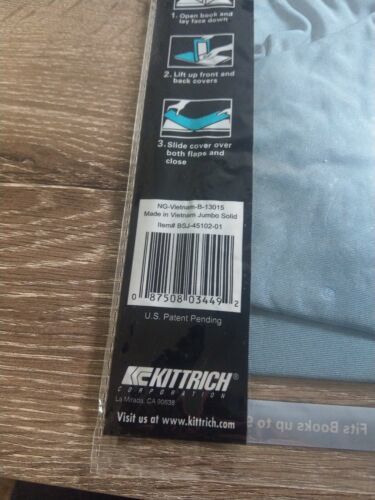 1. Open book and
lay face down
2. Lift up front and
back covers
3. Slide cover over
both flaps and
close
NG-Vietnam-B-13015
Made in Vietnam Jumbo Solid
Item# BSJ-45102-01
0 87508 03449 2
U.S. Patent Pending
KITTRICH®
CORPORATION
La Mirada, CA 90638
Visit us at www.kittrich.com
Fits Books up to